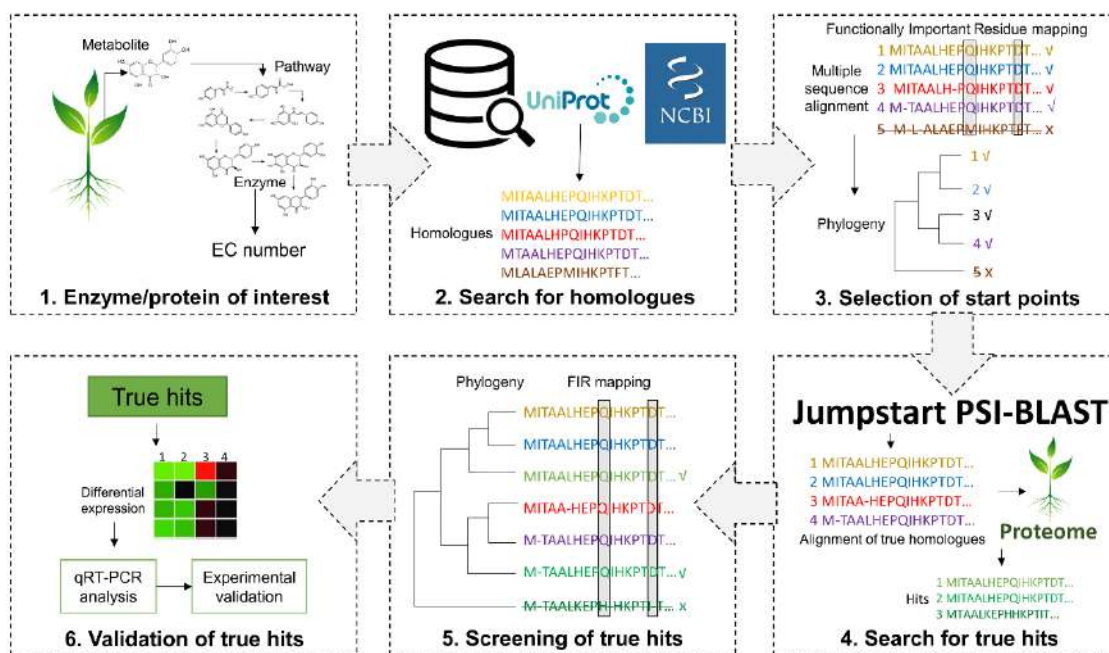 Metabolite
Pathway
Enzyme
EC number
1. Enzyme/protein of interest
UniProt
NCBI
MITAALHEPQIHKPTDT...
MITAALHEPQIHKPTDT...
Homologues MITAALHPQIHKPTDT...
MTAALHEPQIHKPTDT...
MLALAEPMIHKPTFT...
2. Search for homologues
Functionally Important Residue mapping
1 MITAALHEPQIHKPTDT... √
Multiple sequence alignment
2 MITAALHEPQIHKPTDT... √
3 MITAALH-PQIHKPTDT... √
4 M-TAALHEPQIHKPTDT... √
5 M-L-ALAEPMIHKPTFT... x
Phylogeny
1 √
2 √
3 √
4 √
5 x
3. Selection of start points
Jumpstart PSI-BLAST
1 MITAALHEPQIHKPTDT...
2 MITAALHEPQIHKPTDT...
3 MITAA-HEPQIHKPTDT...
4 M-TAALHEPQIHKPTDT...
Alignment of true homologues
Proteome
Hits
1 MITAALHEPQIHKPTDT...
2 MITAALHEPQIHKPTDT...
3 MTAALKEPHHKPTIT...
4. Search for true hits
Phylogeny FIR mapping
MITAALHEPQIHKPTDT...
MITAALHEPQIHKPTDT...
MITAALHEPQIHKPTDT... √
MITAA-HEPQIHKPTDT...
M-TAALHEPQIHKPTDT...
M-TAALHEPQIHKPTDT... √
M-TAALKEPH-HKPTI-T... x
5. Screening of true hits
True hits
1 2 3 4
Differential expression
qRT-PCR analysis
Experimental validation
6. Validation of true hits